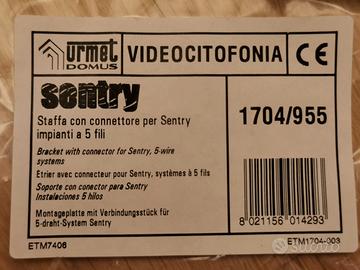 urmet
DOMUS
VIDEOCITOFONIA
CE
sentry
1704/955
Staffa con connettore per Sentry
impianti a 5 fili
Bracket with connector for Sentry, 5-wire
systems
Étrier avec connecteur pour Sentry, systèmes à 5 fils
Soporte con conector para Sentry
Instalaciones 5 hilos
Montageplatte mit Verbindungsstück für
5-draht-System Sentry
8 021156 014293
ETM7406
ETM1704-003
subito